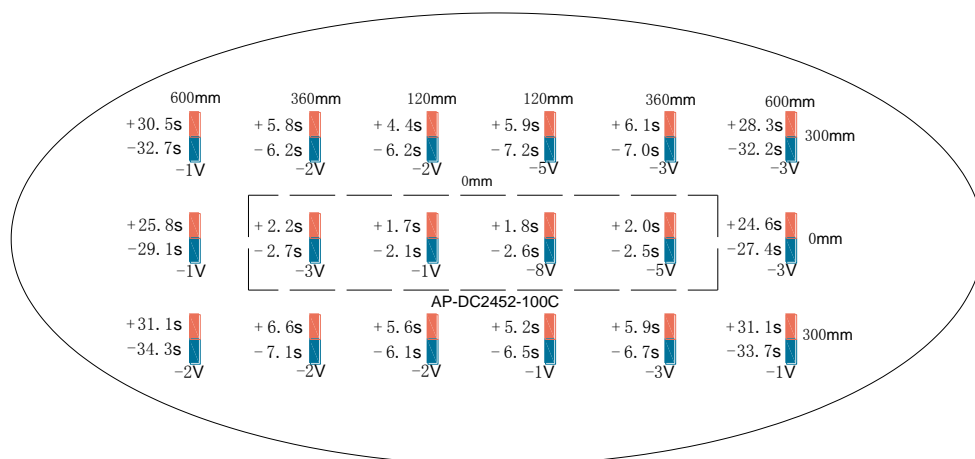 600mm 360mm 120mm 120mm 360mm 600mm
+30.5s +5.8s +4.4s +5.9s +6.1s +28.3s 300mm
-32.7s -6.2s -6.2s -7.2s -7.0s -32.2s
-1V -2V -2V -5V -3V -3V
0mm
+25.8s +2.2s +1.7s +1.8s +2.0s +24.6s 0mm
-29.1s -2.7s -2.1s -2.6s -2.5s -27.4s
-1V -3V -1V -8V -5V -3V
AP-DC2452-100C
+31.1s +6.6s +5.6s +5.2s +5.9s +31.1s 300mm
-34.3s -7.1s -6.1s -6.5s -6.7s -33.7s
-2V -2V -2V -1V -3V -1V